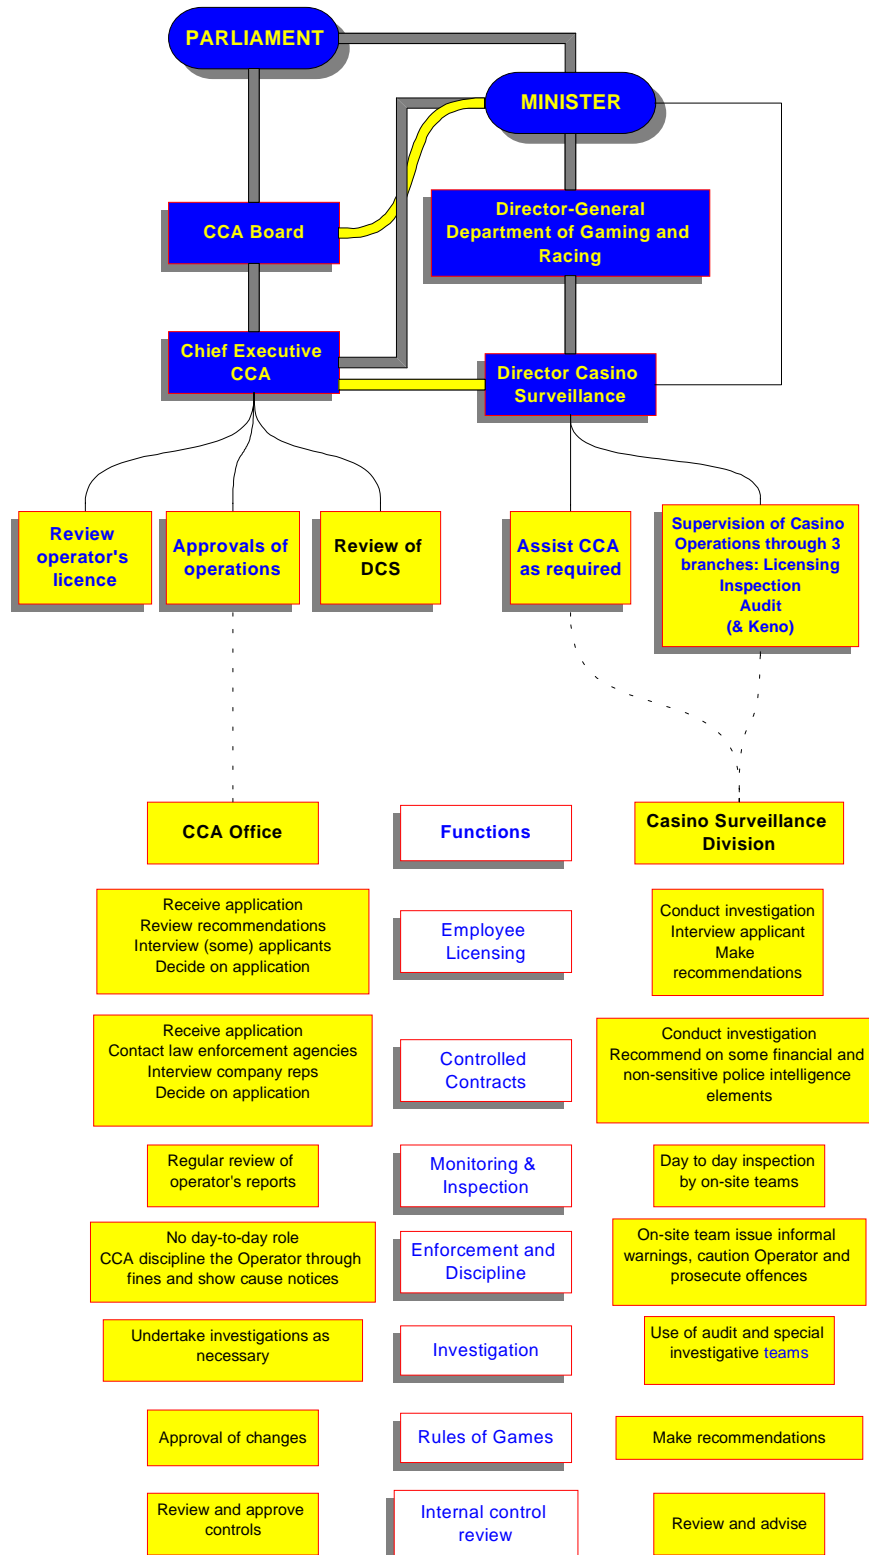 PARLIAMENT
MINISTER
CCA Board
Director-General
Department of Gaming and
Racing
Chief Executive
CCA
Director Casino
Surveillance
Review
operator's
licence
Approvals of
operations
Review of
DCS
Assist CCA
as required
Supervision of Casino
Operations through 3
branches: Licensing
Inspection
Audit
(& Keno)
CCA Office
Functions
Casino Surveillance
Division
Receive application
Review recommendations
Interview (some) applicants
Decide on application
Employee
Licensing
Conduct investigation
Interview applicant
Make
recommendations
Receive application
Contact law enforcement agencies
Interview company reps
Decide on application
Controlled
Contracts
Conduct investigation
Recommend on some financial and
non-sensitive police intelligence
elements
Regular review of
operator's reports
Monitoring &
Inspection
Day to day inspection
by on-site teams
No day-to-day role
CCA discipline the Operator through
fines and show cause notices
Enforcement and
Discipline
On-site team issue informal
warnings, caution Operator and
prosecute offences
Undertake investigations as
necessary
Investigation
Use of audit and special
investigative teams
Approval of changes
Rules of Games
Make recommendations
Review and approve
controls
Internal control
review
Review and advise